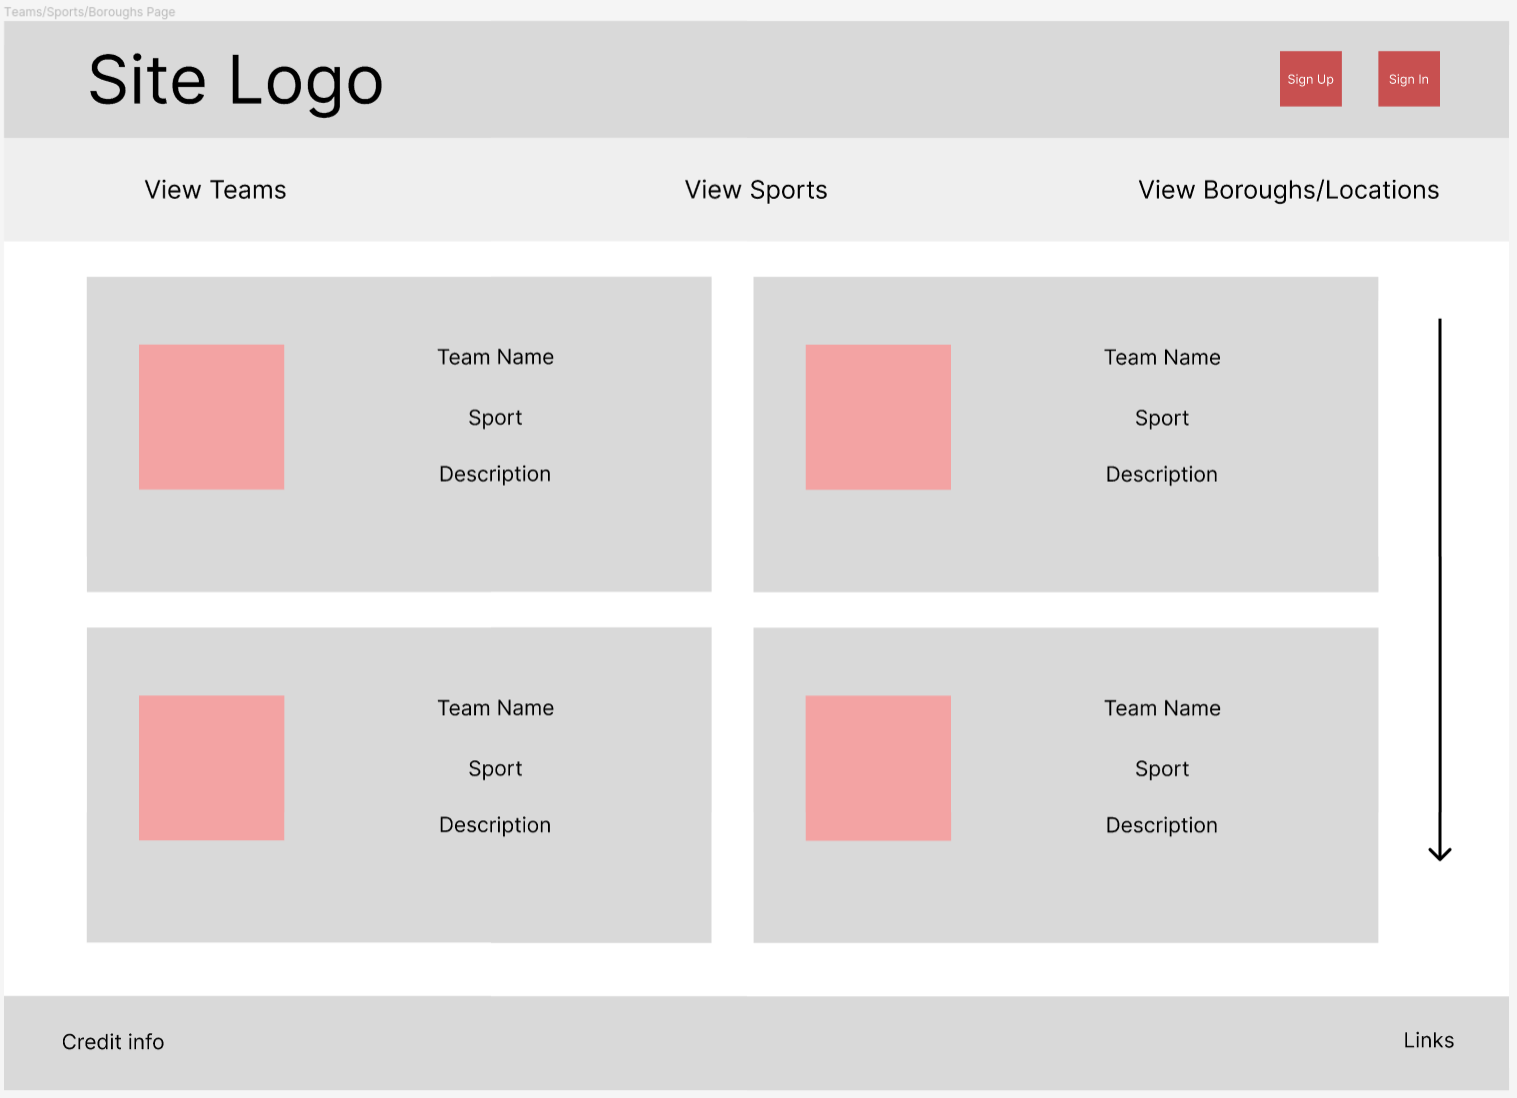 Teams/Sports/Boroughs Page
Site Logo
Sign Up
Sign In
View Teams
View Sports
View Boroughs/Locations
Team Name
Sport
Description
Team Name
Sport
Description
Team Name
Sport
Description
Team Name
Sport
Description
Credit info
Links